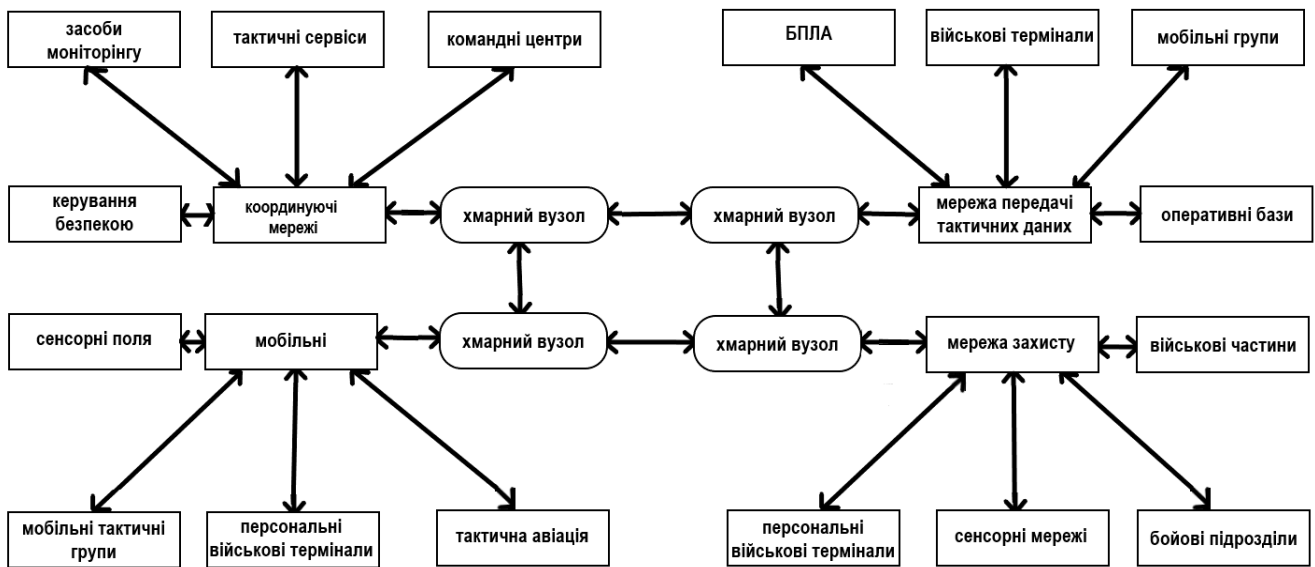 засоби
моніторінгу
тактичні сервіси
командні центри
БПЛА
військові термінали
мобільні групи
керування
безпекою
координуючі
мережі
хмарний вузол
хмарний вузол
мережа передачі
тактичних даних
оперативні бази
сенсорні поля
мобільні
хмарний вузол
хмарний вузол
мережа захисту
військові частини
мобільні тактичні
групи
персональні
військові термінали
тактична авіація
персональні
військові термінали
сенсорні мережі
бойові підрозділи